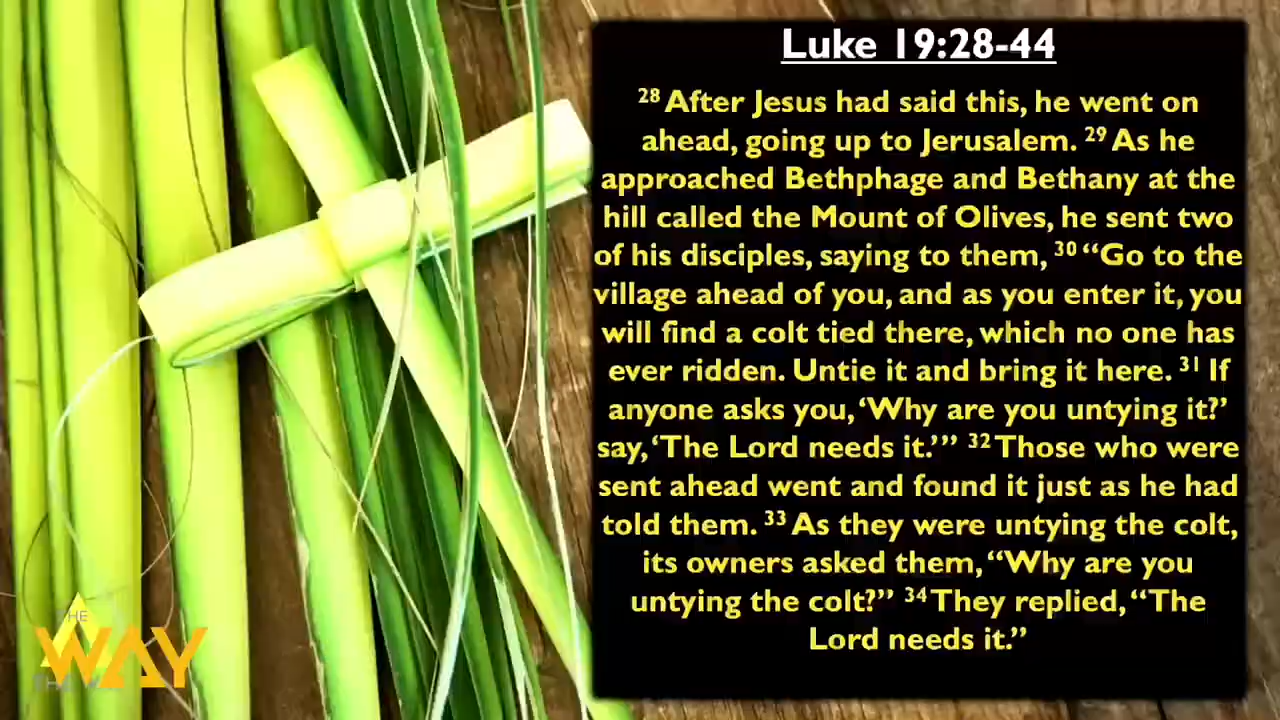 Luke 19:28-44
28 After Jesus had said this, he went on
ahead, going up to Jerusalem. 29 As he
approached Bethphage and Bethany at the
hill called the Mount of Olives, he sent two
of his disciples, saying to them, 30 “Go to the
village ahead of you, and as you enter it, you
will find a colt tied there, which no one has
ever ridden. Untie it and bring it here. 31 If
anyone asks you, ‘Why are you untying it?’
say, ‘The Lord needs it.’” 32 Those who were
sent ahead went and found it just as he had
told them. 33 As they were untying the colt,
its owners asked them, “Why are you
untying the colt?” 34 They replied, “The
Lord needs it.”
THE
WAY